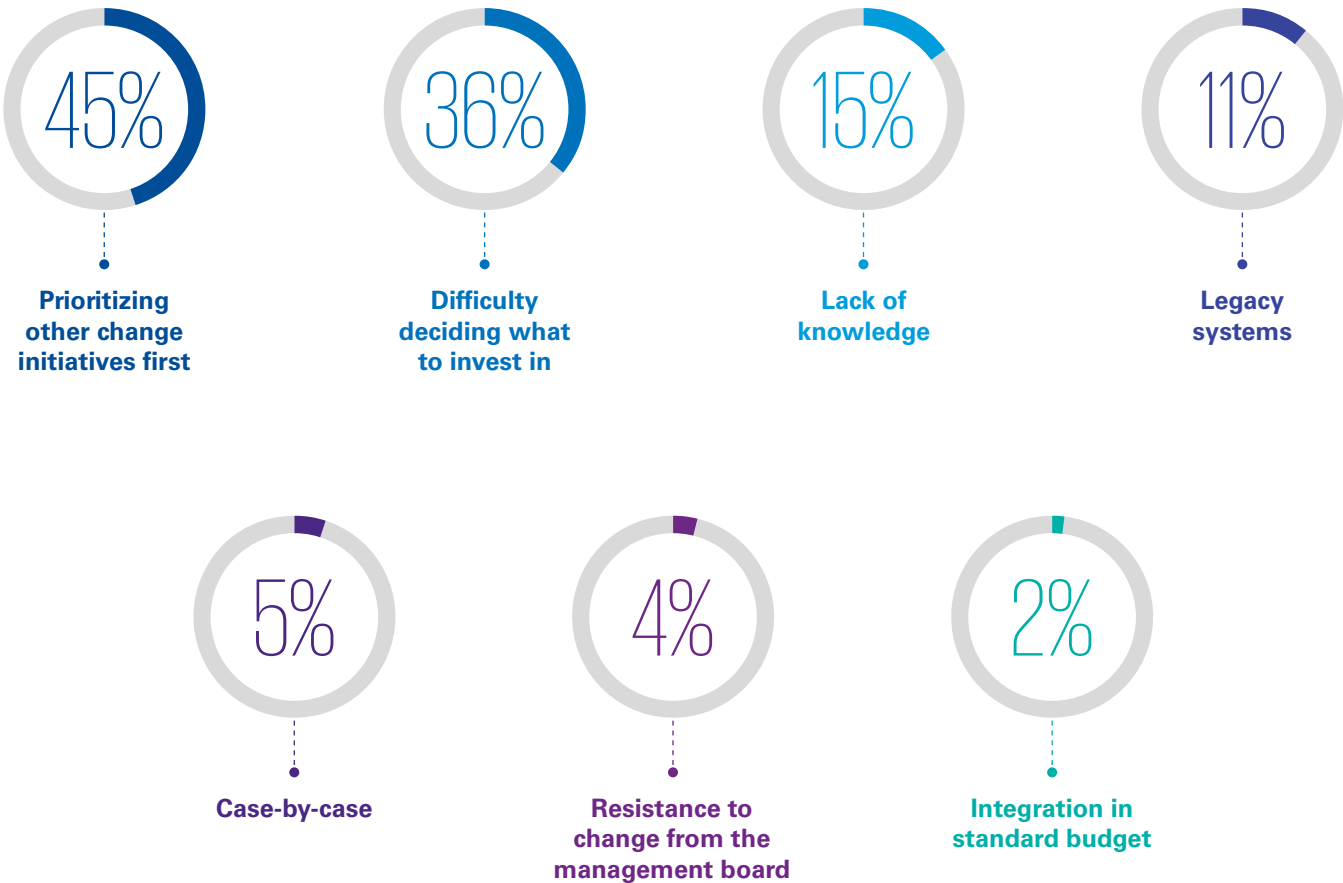 45%
36%
15%
11%
Prioritizing
other change
initiatives first
Difficulty
deciding what
to invest in
Lack of
knowledge
Legacy
systems
5%
4%
2%
Case-by-case
Resistance to
change from the
management board
Integration in
standard budget